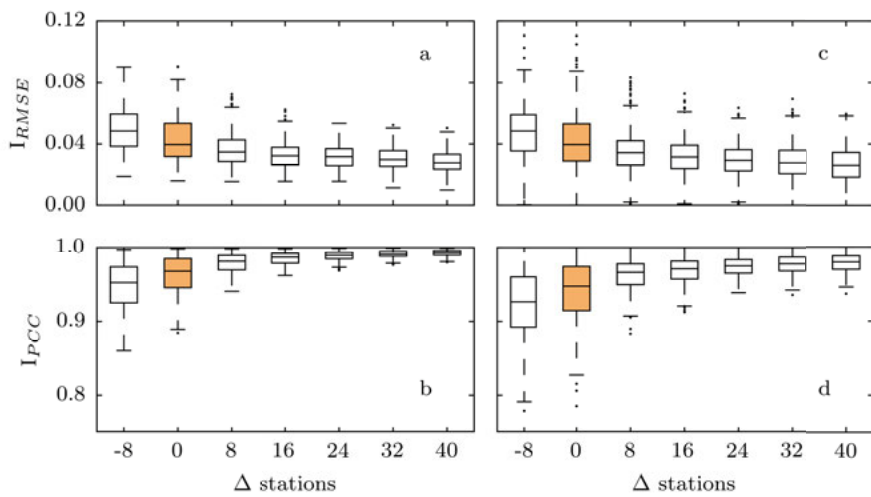 0.12
0.08
0.04
0.00
I_RMSE
a
c
1.0
0.9
0.8
I_PCC
b
d
-8 0 8 16 24 32 40
-8 0 8 16 24 32 40
Δ stations
Δ stations